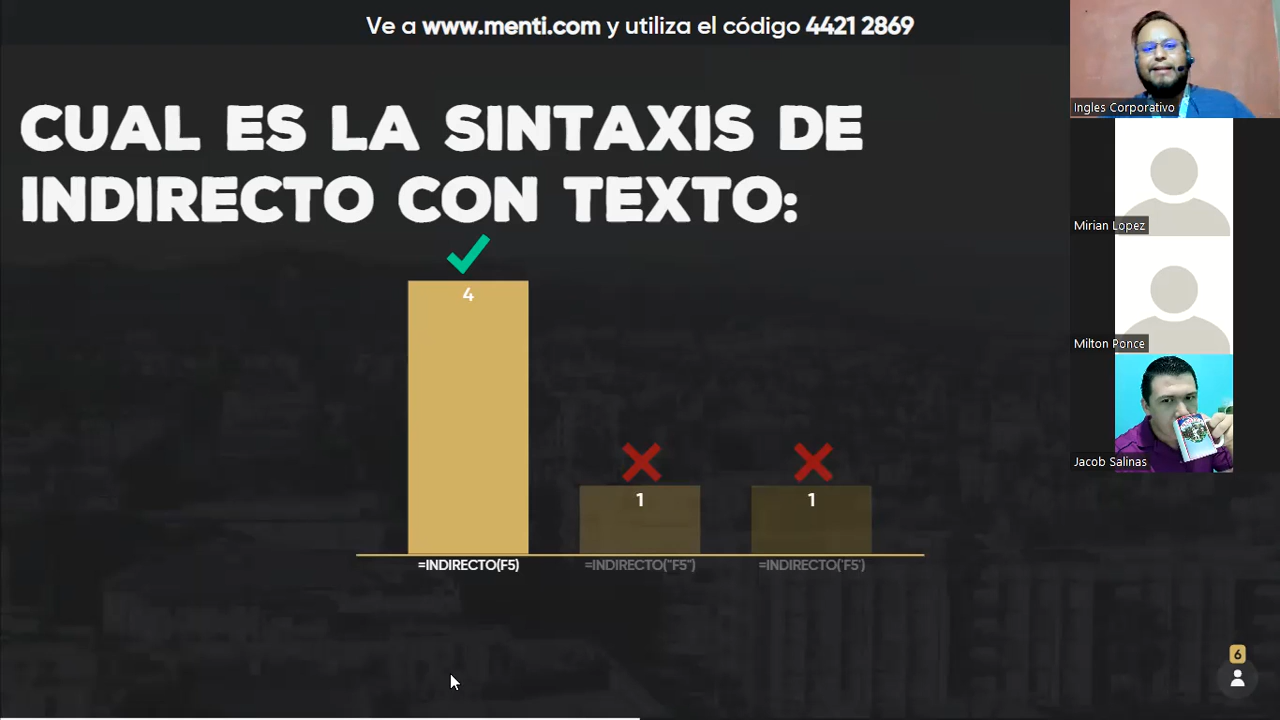 Ve a www.menti.com y utiliza el código 4421 2869
CUAL ES LA SINTAXIS DE
INDIRECTO CON TEXTO:
4
1
1
=INDIRECTO(F5)
=INDIRECTO("F5")
=INDIRECTO('F5')
6
Ingles Corporativo
Mirian Lopez
Milton Ponce
Jacob Salinas